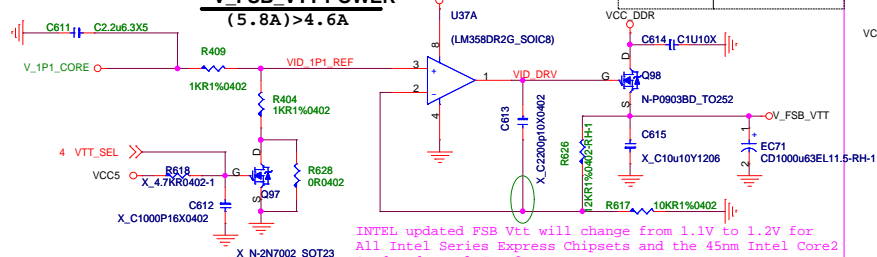 V_FSB_VTT POWER
(5.8A)>4.6A
U37A
(LM358DR2G_SOIC8)
VCC_DDR
VC
C611
C2.2u6.3X5
C614
C1U10X
R409
V_1P1_CORE
VID_1P1_REF
1KR1%0402
8
3
+
1
VID_DRV
2
-
4
D
G
S
Q98
N-P0903BD_TO252
R404
1KR1%0402
C613
X_C2200p10X0402
R626
12KR1%0402-RH-1
V_FSB_VTT
C615
X_C10u10Y1206
1
+
2
EC71
CD1000u63EL11.5-RH-1
4 VTT_SEL
VCC5
R618
X_4.7KR0402-1
D
G
S
Q97
R628
0R0402
C612
X_C1000P16X0402
X_N-2N7002_SOT23
R617
10KR1%0402
INTEL updated FSB Vtt will change from 1.1V to 1.2V for
All Intel Series Express Chipsets and the 45nm Intel Core2